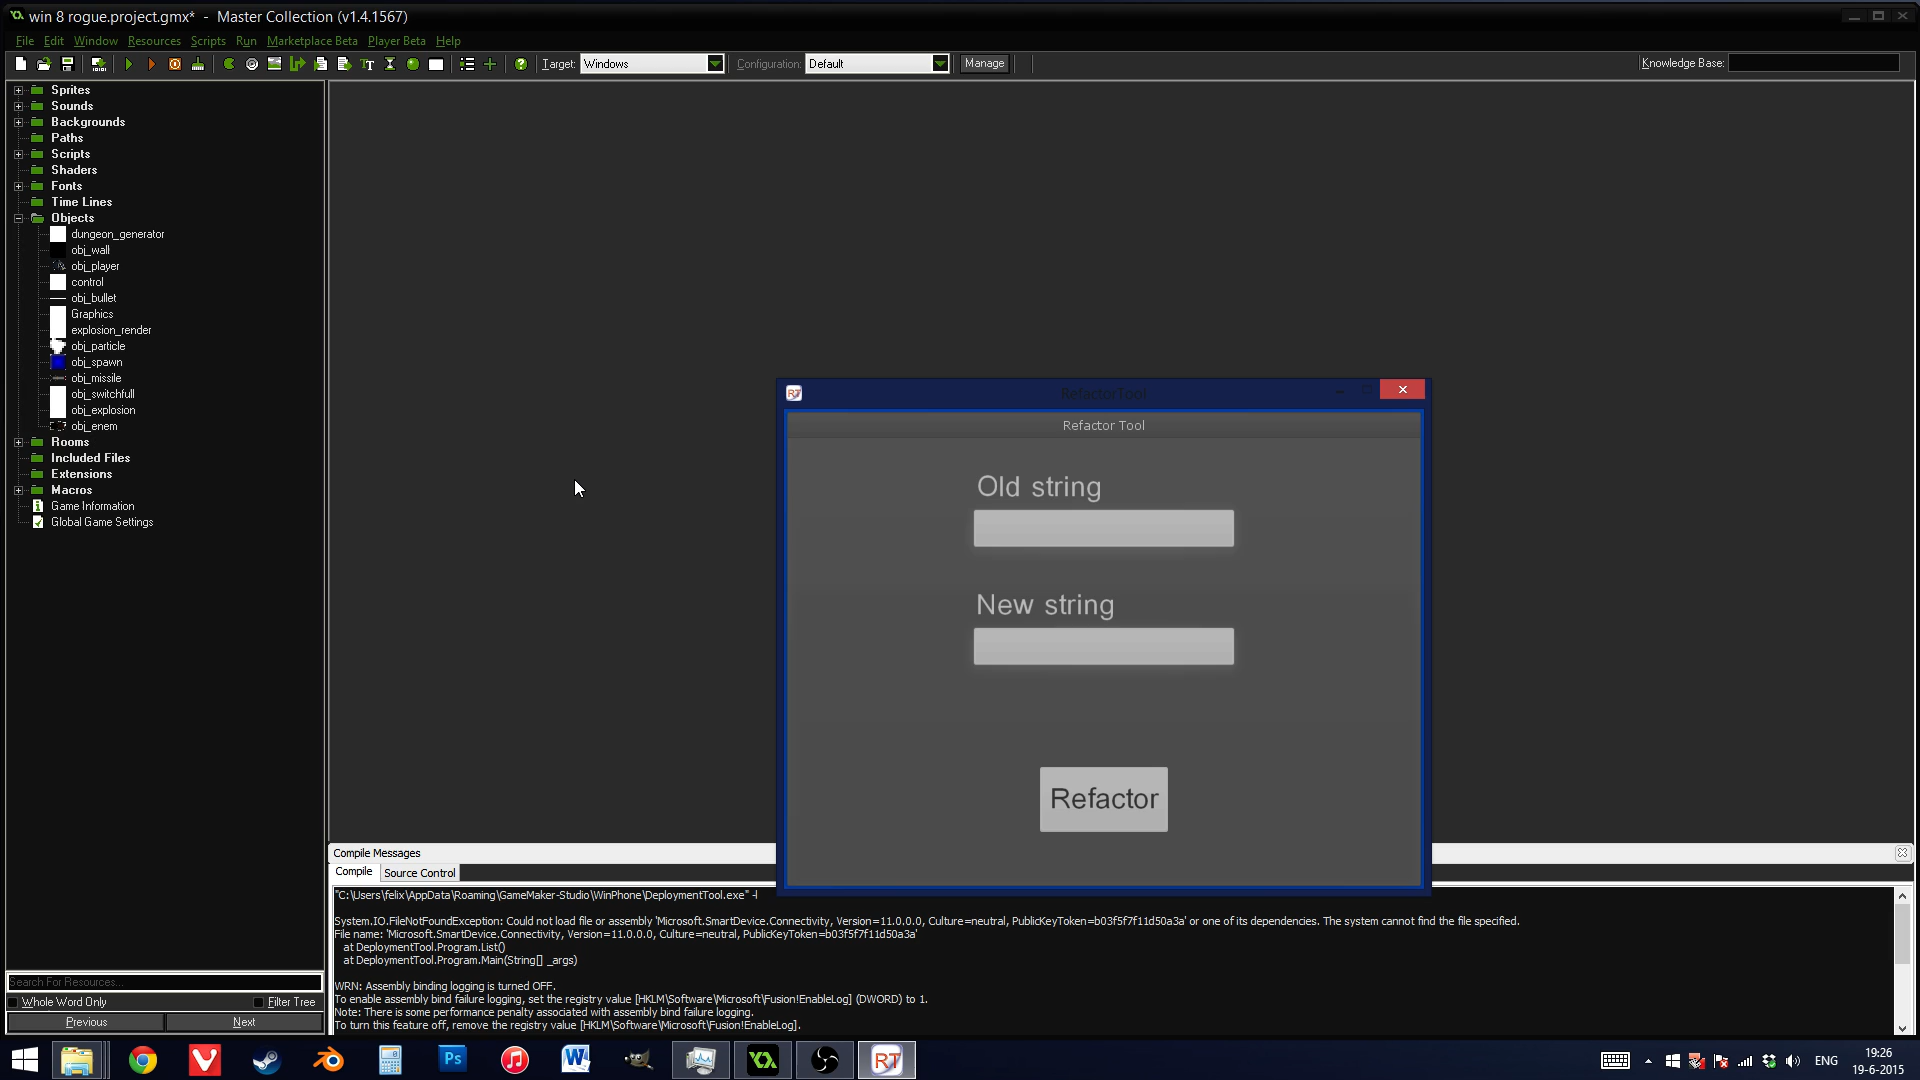 win 8 rogue.project.gmx* - Master Collection (v1.4.1567)
File Edit Window Resources Scripts Run Marketplace Beta Player Beta Help
Target: Windows Configuration: Default Manage Knowledge Base:
Sprites
Sounds
Backgrounds
Paths
Scripts
Shaders
Fonts
Time Lines
Objects
dungeon_generator
obj_wall
obj_player
control
obj_bullet
Graphics
explosion_render
obj_particle
obj_spawn
obj_missile
obj_switchfull
obj_explosion
obj_enem
Rooms
Included Files
Extensions
Macros
Game Information
Global Game Settings
Search For Resources...
Whole Word Only Filter Tree
Previous Next
RT RefactorTool
Refactor Tool
Old string
New string
Refactor
Compile Messages
Compile Source Control
"C:\Users\felix\AppData\Roaming\GameMaker-Studio\WinPhone\DeploymentTool.exe" -l
System.IO.FileNotFoundException: Could not load file or assembly 'Microsoft.SmartDevice.Connectivity, Version=11.0.0.0, Culture=neutral, PublicKeyToken=b03f5f7f11d50a3a' or one of its dependencies. The system cannot find the file specified.
File name: 'Microsoft.SmartDevice.Connectivity, Version=11.0.0.0, Culture=neutral, PublicKeyToken=b03f5f7f11d50a3a'
at DeploymentTool.Program.List()
at DeploymentTool.Program.Main(String[] _args)
WRN: Assembly binding logging is turned OFF.
To enable assembly bind failure logging, set the registry value [HKLM\Software\Microsoft\Fusion!EnableLog] (DWORD) to 1.
Note: There is some performance penalty associated with assembly bind failure logging.
To turn this feature off, remove the registry value [HKLM\Software\Microsoft\Fusion!EnableLog].
Ps W RT
ENG
19:26
19-6-2015